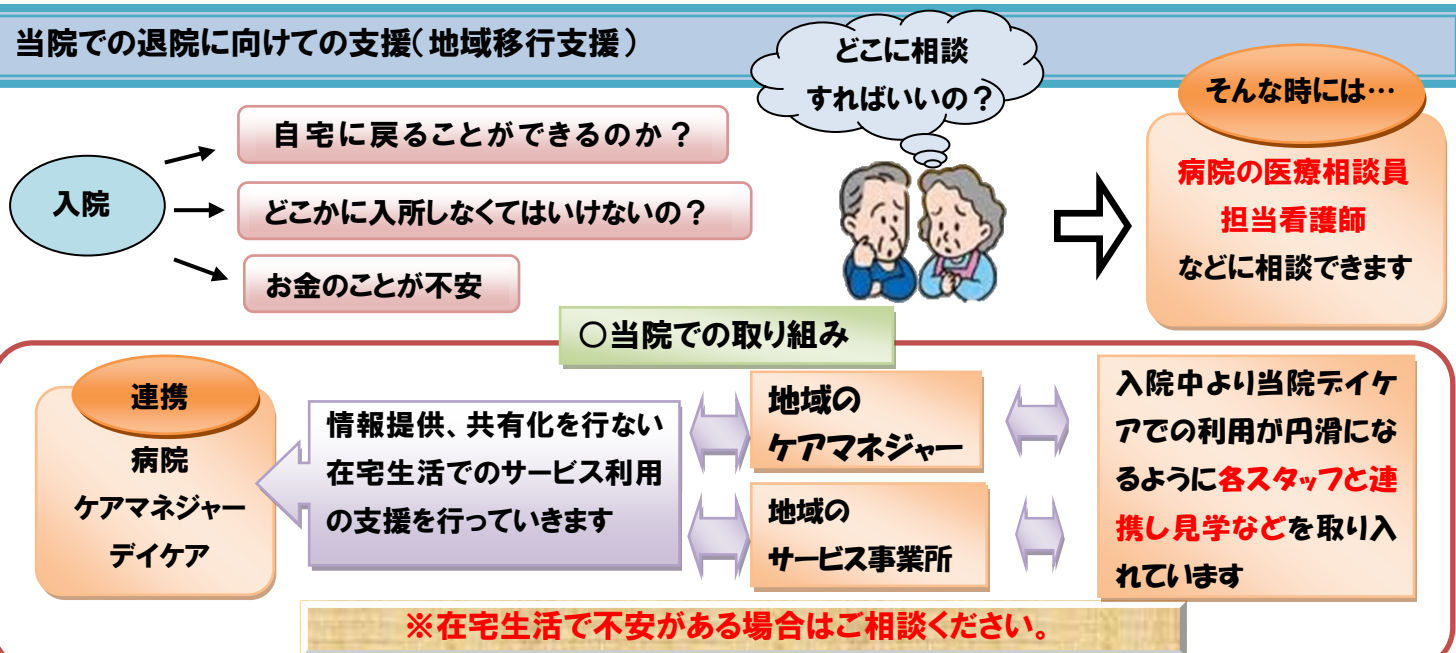 当院での退院に向けての支援(地域移行支援)
どこに相談
すればいいの?
そんな時には…
病院の医療相談員
担当看護師
などに相談できます
入院
自宅に戻ることができるのか?
どこかに入所しなくてはいけないの?
お金のことが不安
○当院での取り組み
連携
病院
ケアマネジャー
デイケア
情報提供、共有化を行ない
在宅生活でのサービス利用
の支援を行っていきます
地域の
ケアマネジャー
地域の
サービス事業所
入院中より当院デイケ
アでの利用が円滑にな
るように各スタッフと連
携し見学などを取り入
れています
※在宅生活で不安がある場合はご相談ください。